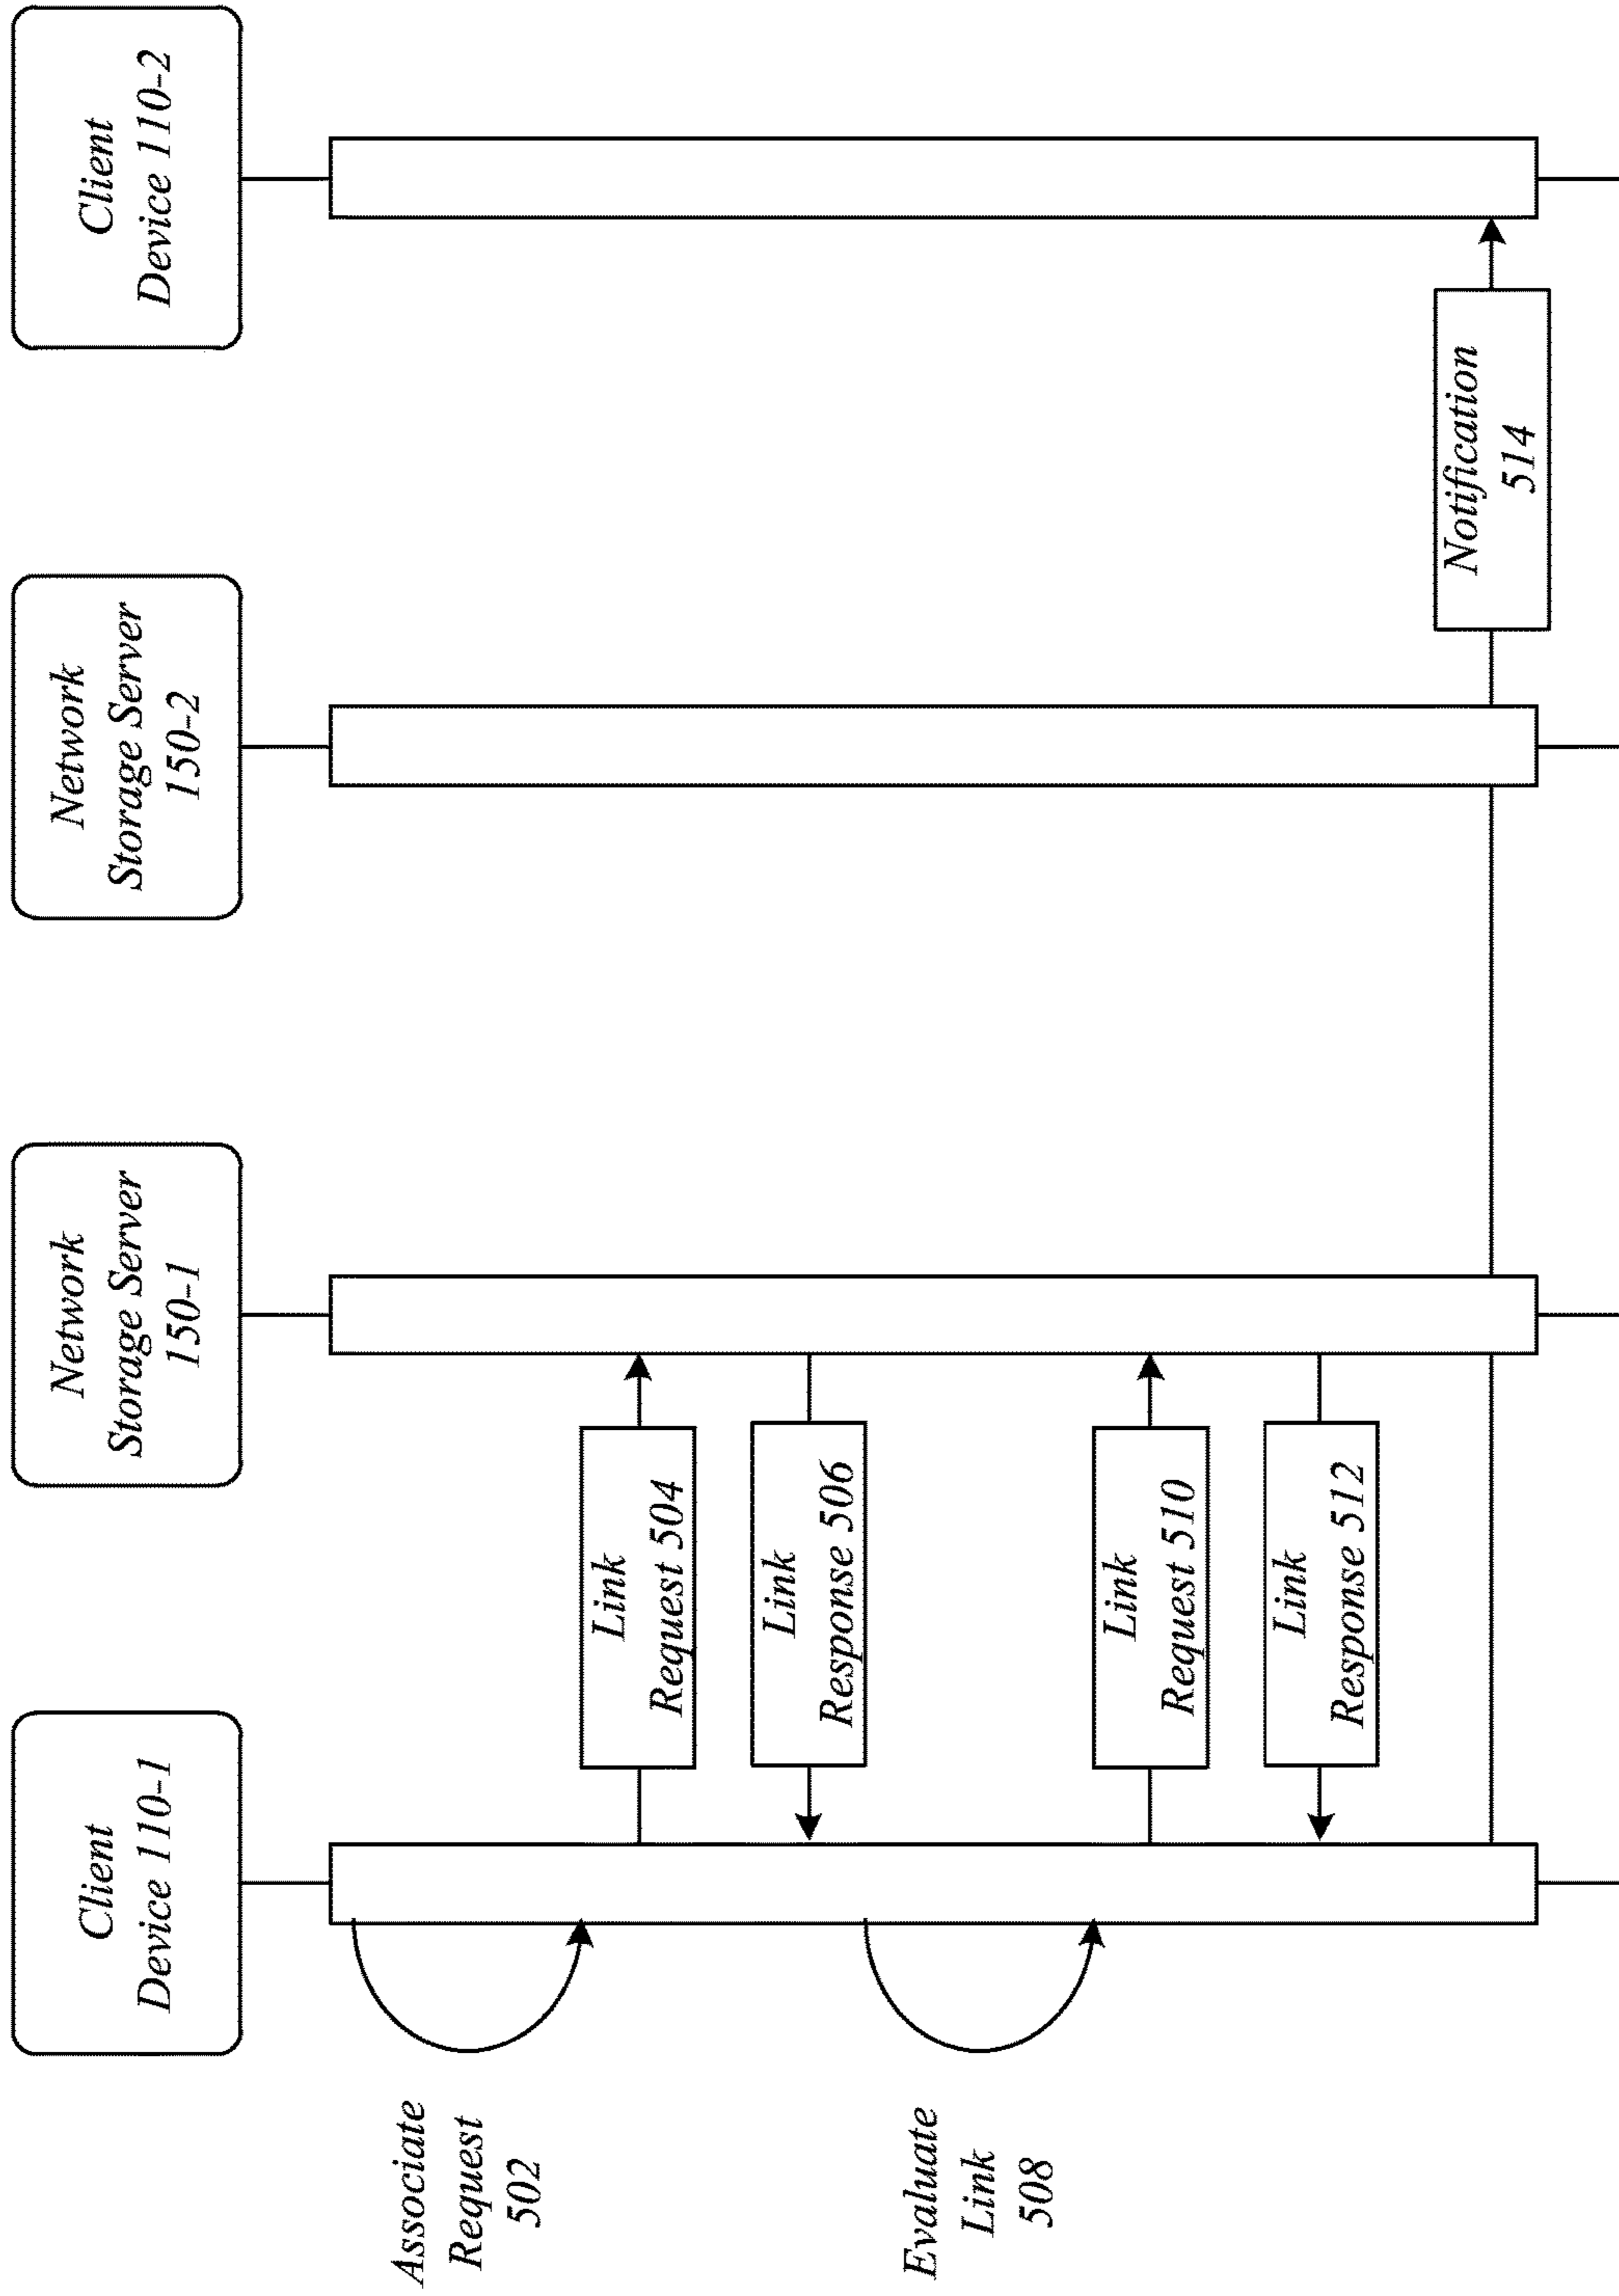 Client
Device 110-1
Network
Storage Server
150-1
Network
Storage Server
150-2
Client
Device 110-2
Associate
Request
502
Link
Request 504
Link
Response 506
Evaluate
Link
508
Link
Request 510
Link
Response 512
Notification
514